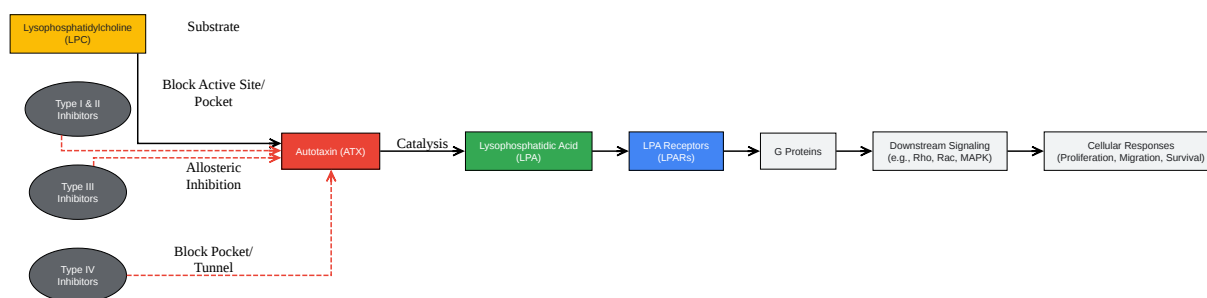 Lysophosphatidylcholine
(LPC)
Substrate
Block Active Site/
Pocket
Type I & II
Inhibitors
Autotaxin (ATX)
Catalysis
Lysophosphatidic Acid
(LPA)
LPA Receptors
(LPARs)
G Proteins
Downstream Signaling
(e.g., Rho, Rac, MAPK)
Cellular Responses
(Proliferation, Migration, Survival)
Allosteric
Inhibition
Type III
Inhibitors
Block Pocket/
Tunnel
Type IV
Inhibitors